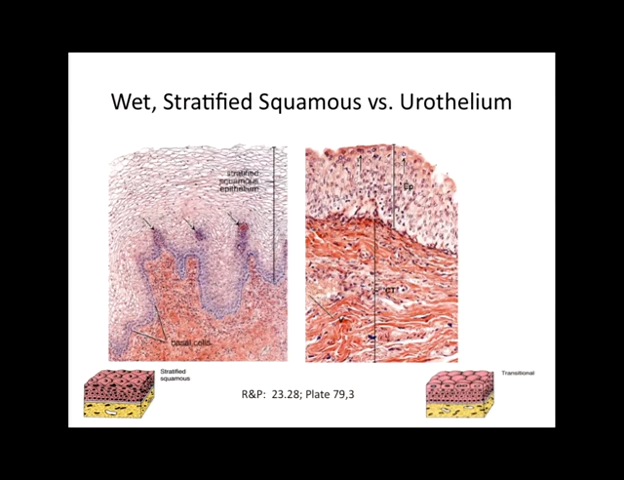 Wet, Stratified Squamous vs. Urothelium
stratified
squamous
epithelium
Ep
CT
basal cells
Stratified
squamous
R&P: 23.28; Plate 79,3
Transitional